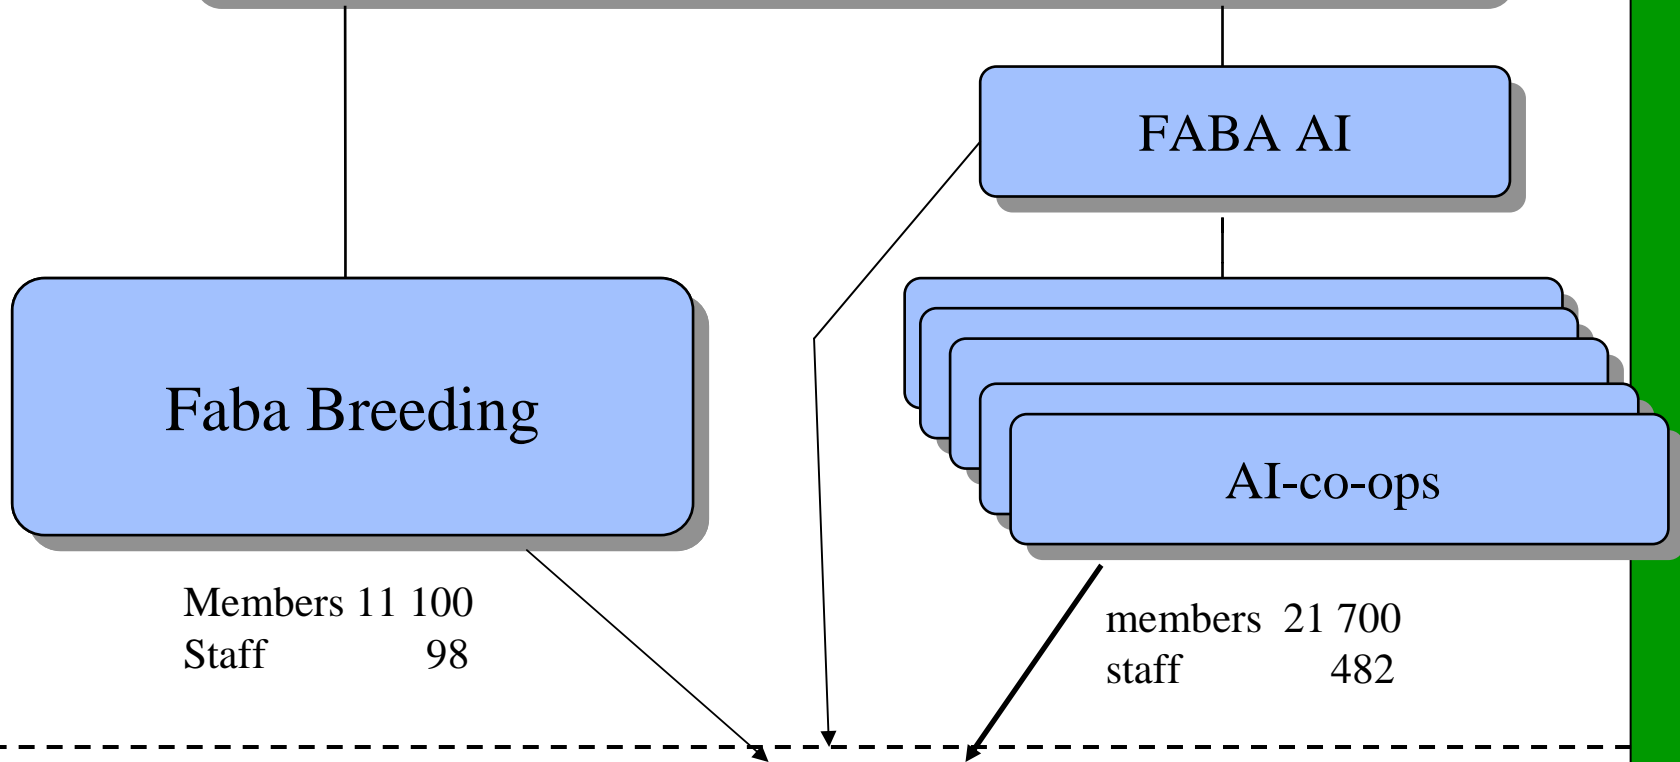 FABA AI
Faba Breeding
AI-co-ops
Members 11 100
Staff 98
members 21 700
staff 482